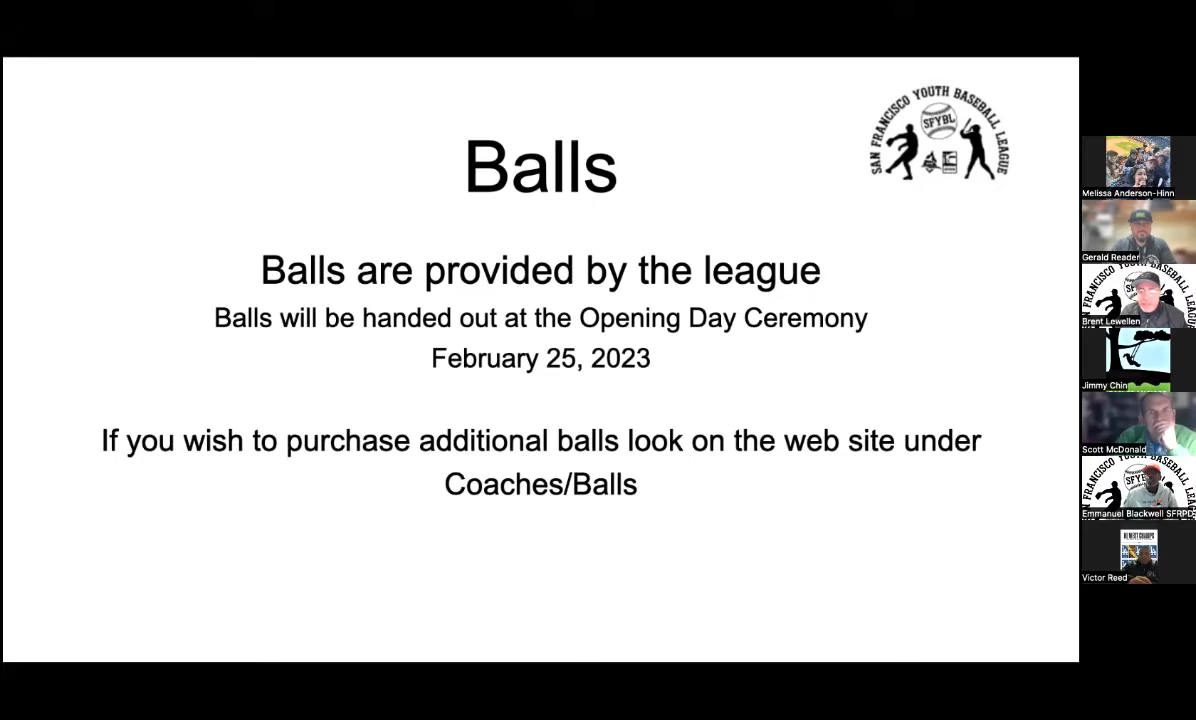 SAN FRANCISCO YOUTH BASEBALL LEAGUE
SFYBL
Balls
Balls are provided by the league
Balls will be handed out at the Opening Day Ceremony
February 25, 2023
If you wish to purchase additional balls look on the web site under
Coaches/Balls
Melissa Anderson-Hinn
Gerald Reader
Brent Lewellen
Jimmy Chin
Scott McDonald
Emmanuel Blackwell SFRPD
Victor Reed